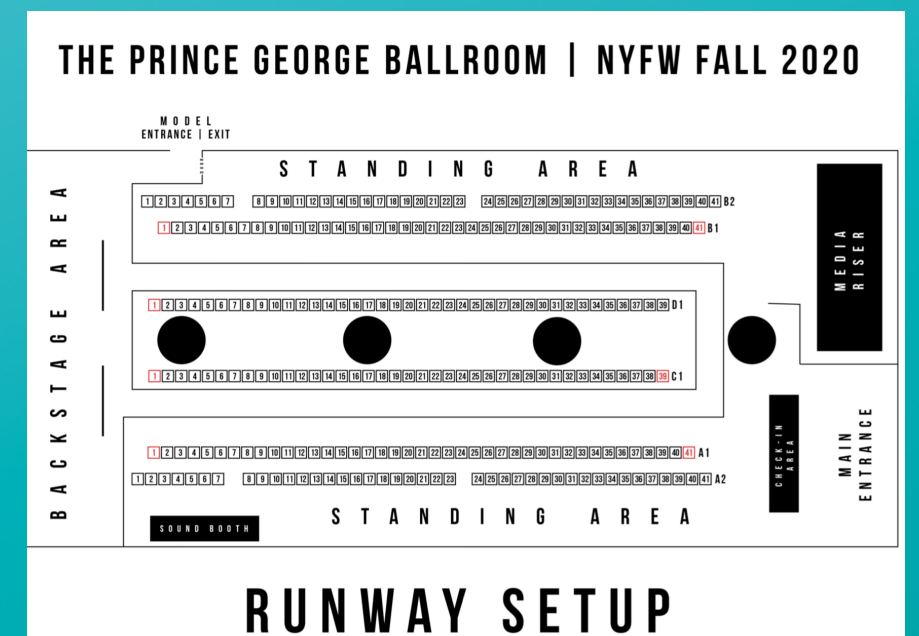 THE PRINCE GEORGE BALLROOM | NYFW FALL 2020
MODEL
ENTRANCE | EXIT
STANDING AREA
1 2 3 4 5 6 7 8 9 10 11 12 13 14 15 16 17 18 19 20 21 22 23 24 25 26 27 28 29 30 31 32 33 34 35 36 37 38 39 40 41 B2
1 2 3 4 5 6 7 8 9 10 11 12 13 14 15 16 17 18 19 20 21 22 23 24 25 26 27 28 29 30 31 32 33 34 35 36 37 38 39 40 41 B1
MEDIA
RISER
BACKSTAGE AREA
1 2 3 4 5 6 7 8 9 10 11 12 13 14 15 16 17 18 19 20 21 22 23 24 25 26 27 28 29 30 31 32 33 34 35 36 37 38 39 D1
1 2 3 4 5 6 7 8 9 10 11 12 13 14 15 16 17 18 19 20 21 22 23 24 25 26 27 28 29 30 31 32 33 34 35 36 37 38 39 C1
CHECK-IN
AREA
MAIN
ENTRANCE
1 2 3 4 5 6 7 8 9 10 11 12 13 14 15 16 17 18 19 20 21 22 23 24 25 26 27 28 29 30 31 32 33 34 35 36 37 38 39 40 41 A1
1 2 3 4 5 6 7 8 9 10 11 12 13 14 15 16 17 18 19 20 21 22 23 24 25 26 27 28 29 30 31 32 33 34 35 36 37 38 39 40 41 A2
STANDING AREA
SOUND BOOTH
RUNWAY SETUP